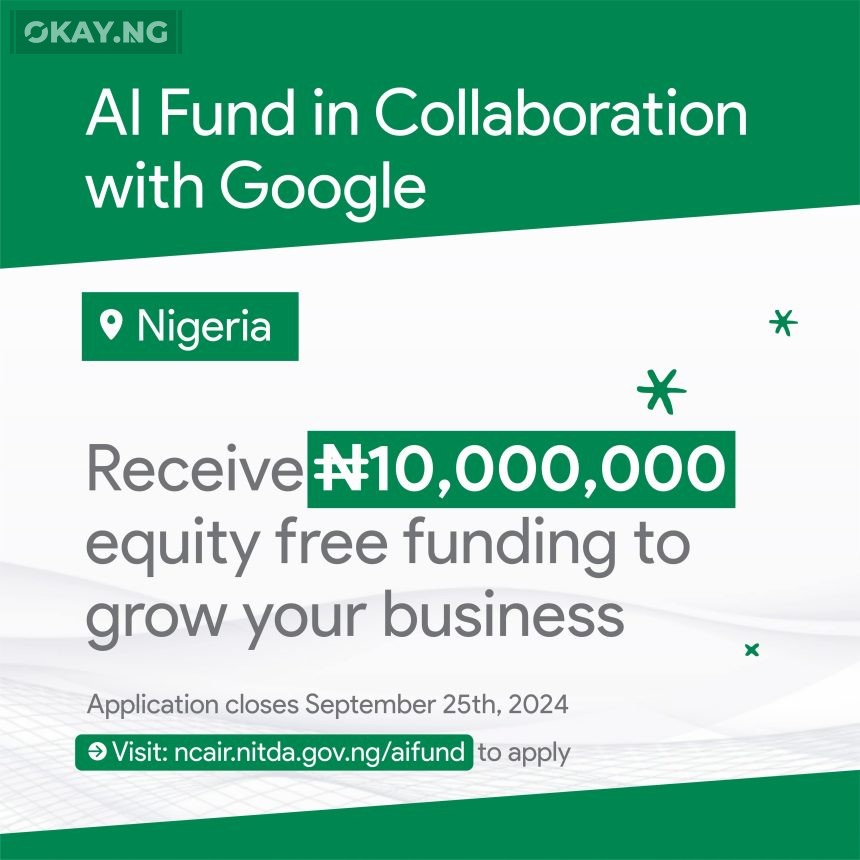 OKAY.NG
AI Fund in Collaboration
with Google
Nigeria
Receive ₦10,000,000
equity free funding to
grow your business
Application closes September 25th, 2024
Visit: ncair.nitda.gov.ng/aifund to apply